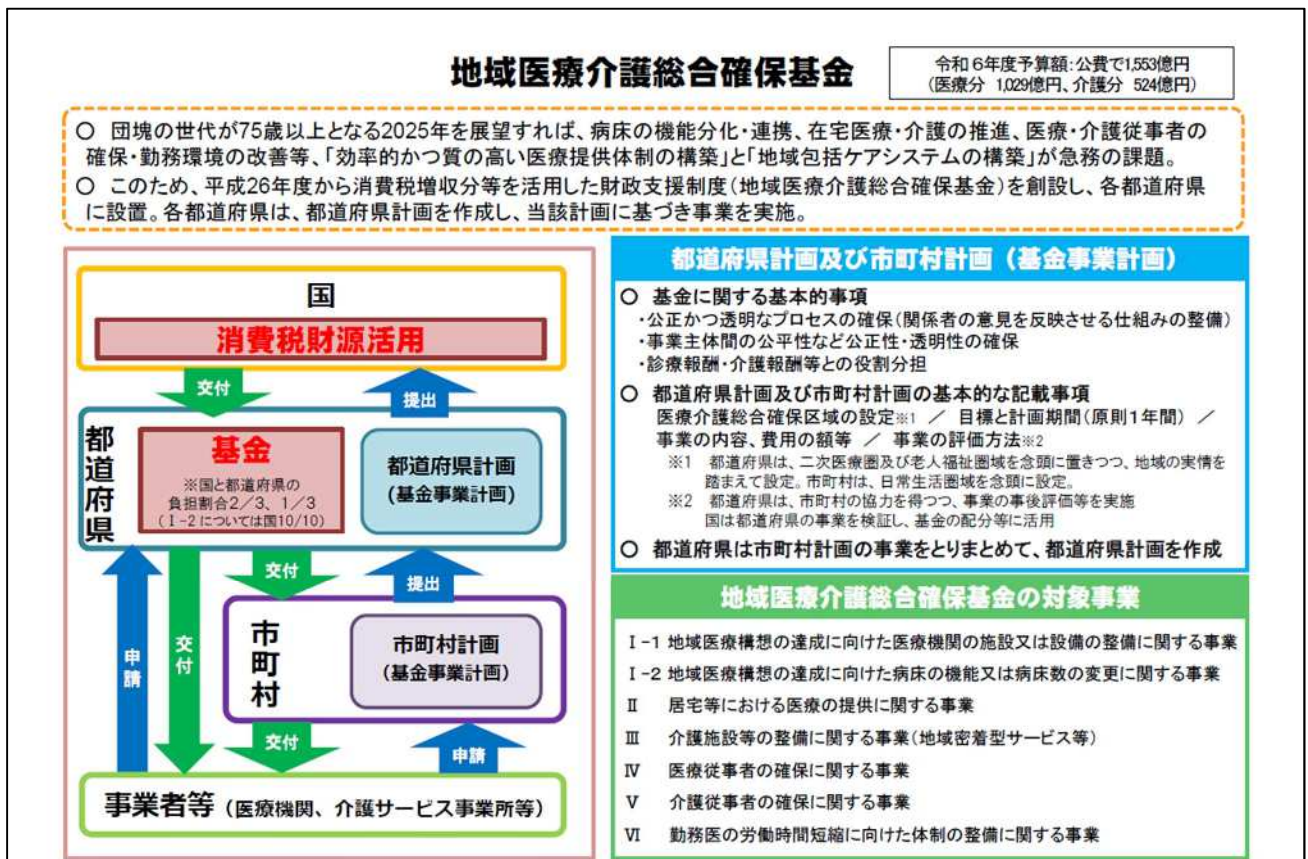 地域医療介護総合確保基金
令和６年度予算額：公費で1,553億円
（医療分 1,029億円、介護分 524億円）
○ 団塊の世代が75歳以上となる2025年を展望すれば、病床の機能分化・連携、在宅医療・介護の推進、医療・介護従事者の
確保・勤務環境の改善等、「効率的かつ質の高い医療提供体制の構築」と「地域包括ケアシステムの構築」が急務の課題。
○ このため、平成26年度から消費税増収分等を活用した財政支援制度（地域医療介護総合確保基金）を創設し、各都道府県
に設置。各都道府県は、都道府県計画を作成し、当該計画に基づき事業を実施。
国
消費税財源活用
交付
提出
都道府県
基金
※国と都道府県の
負担割合2／3、1／3
（Ⅰ-2については国10/10）
都道府県計画
（基金事業計画）
申請
交付
交付
提出
市町村
市町村計画
（基金事業計画）
交付
申請
事業者等（医療機関、介護サービス事業所等）
都道府県計画及び市町村計画（基金事業計画）
○ 基金に関する基本的事項
・公正かつ透明なプロセスの確保（関係者の意見を反映させる仕組みの整備）
・事業主体間の公平性など公正性・透明性の確保
・診療報酬・介護報酬等との役割分担
○ 都道府県計画及び市町村計画の基本的な記載事項
医療介護総合確保区域の設定※1 ／ 目標と計画期間（原則１年間） ／
事業の内容、費用の額等 ／ 事業の評価方法※2
※1 都道府県は、二次医療圏及び老人福祉圏域を念頭に置きつつ、地域の実情を
踏まえて設定。市町村は、日常生活圏域を念頭に設定。
※2 都道府県は、市町村の協力を得つつ、事業の事後評価等を実施
国は都道府県の事業を検証し、基金の配分等に活用
○ 都道府県は市町村計画の事業をとりまとめて、都道府県計画を作成
地域医療介護総合確保基金の対象事業
Ⅰ-1 地域医療構想の達成に向けた医療機関の施設又は設備の整備に関する事業
Ⅰ-2 地域医療構想の達成に向けた病床の機能又は病床数の変更に関する事業
Ⅱ 居宅等における医療の提供に関する事業
Ⅲ 介護施設等の整備に関する事業（地域密着型サービス等）
Ⅳ 医療従事者の確保に関する事業
Ⅴ 介護従事者の確保に関する事業
Ⅵ 勤務医の労働時間短縮に向けた体制の整備に関する事業